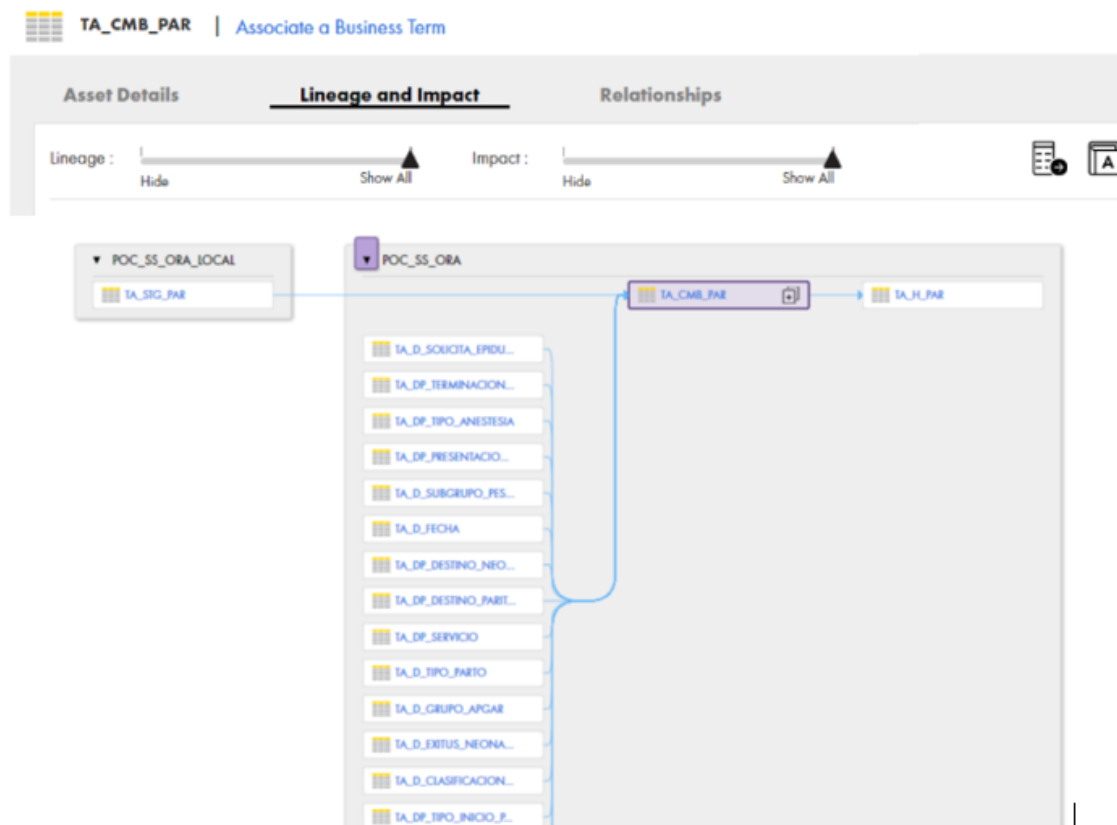 TA_CMB_PAR | Associate a Business Term
Asset Details Lineage and Impact Relationships
Lineage : Hide Show All Impact : Hide Show All
A
POC_SS_ORA_LOCAL
TA_STG_PAR
POC_SS_ORA
TA_CMB_PAR
TA_H_PAR
TA_D_SOLICITA_EPIDU...
TA_DP_TERMINACION...
TA_DP_TIPO_ANESTESIA
TA_DP_PRESENTACIO...
TA_D_SUBGRUPO_PES...
TA_D_FECHA
TA_DP_DESTINO_NEO...
TA_DP_DESTINO_PARIT...
TA_DP_SERVICIO
TA_D_TIPO_PARTO
TA_D_GRUPO_APGAR
TA_D_EXITUS_NEONA...
TA_D_CLASIFICACION...
TA_DP_TIPO_INICIO_P...